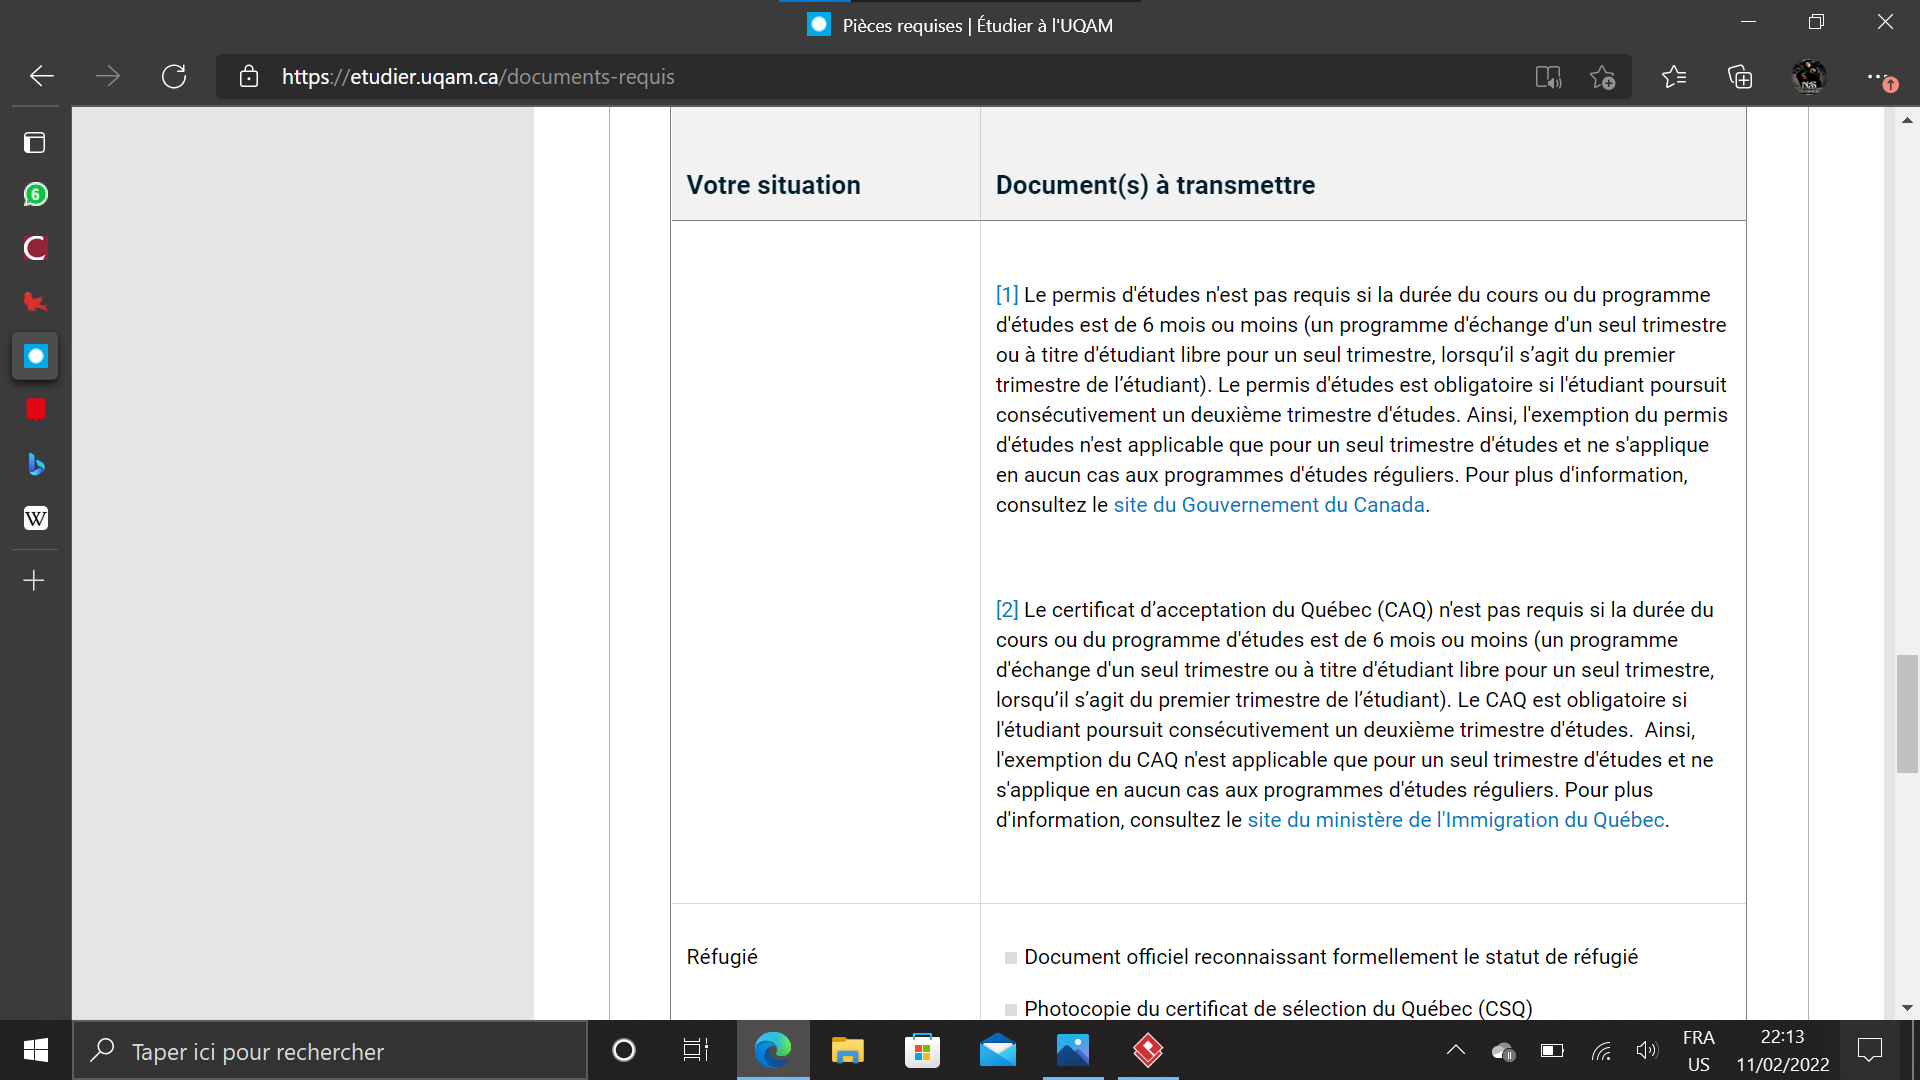 Pièces requises | Étudier à l'UQAM
https://etudier.uqam.ca/documents-requis
Votre situation
Document(s) à transmettre
[1] Le permis d'études n'est pas requis si la durée du cours ou du programme
d'études est de 6 mois ou moins (un programme d'échange d'un seul trimestre
ou à titre d'étudiant libre pour un seul trimestre, lorsqu’il s’agit du premier
trimestre de l’étudiant). Le permis d'études est obligatoire si l'étudiant poursuit
consécutivement un deuxième trimestre d'études. Ainsi, l'exemption du permis
d'études n'est applicable que pour un seul trimestre d'études et ne s'applique
en aucun cas aux programmes d'études réguliers. Pour plus d'information,
consultez le site du Gouvernement du Canada.
[2] Le certificat d’acceptation du Québec (CAQ) n'est pas requis si la durée du
cours ou du programme d'études est de 6 mois ou moins (un programme
d'échange d'un seul trimestre ou à titre d'étudiant libre pour un seul trimestre,
lorsqu’il s’agit du premier trimestre de l’étudiant). Le CAQ est obligatoire si
l'étudiant poursuit consécutivement un deuxième trimestre d'études.  Ainsi,
l'exemption du CAQ n'est applicable que pour un seul trimestre d'études et ne
s'applique en aucun cas aux programmes d'études réguliers. Pour plus
d'information, consultez le site du ministère de l'Immigration du Québec.
Réfugié
Document officiel reconnaissant formellement le statut de réfugié
Photocopie du certificat de sélection du Québec (CSQ)
6
C
W
Taper ici pour rechercher
FRA
US
22:13
11/02/2022